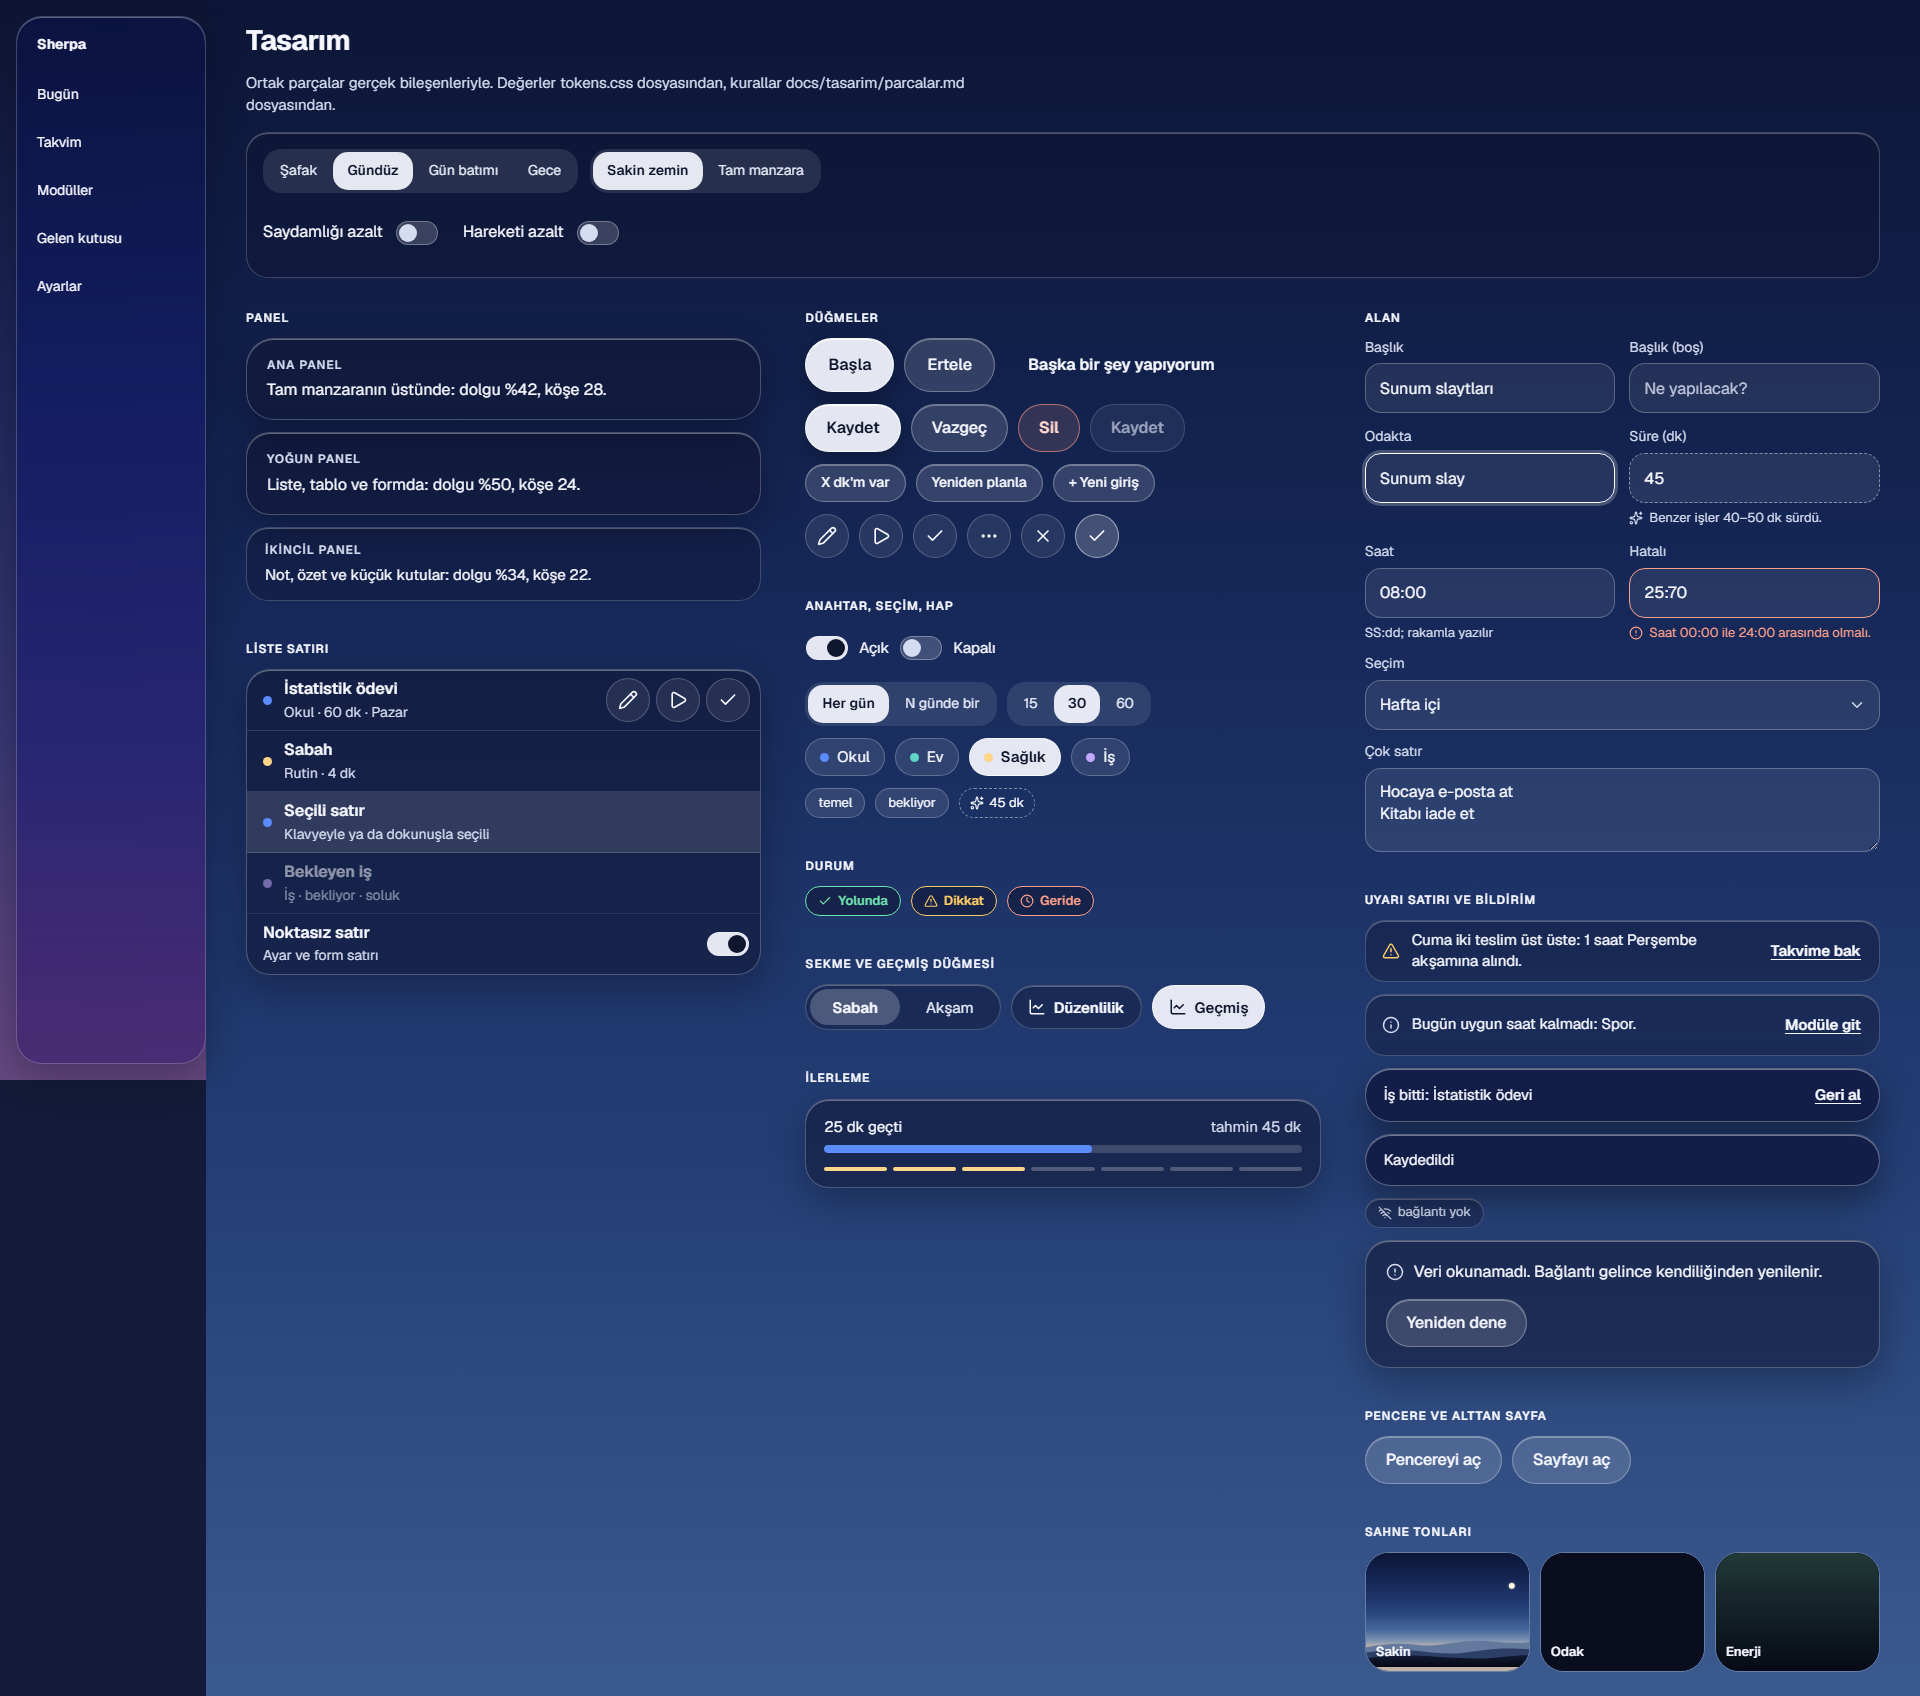 Sherpa
Bugün
Takvim
Modüller
Gelen kutusu
Ayarlar
Tasarım
Ortak parçalar gerçek bileşenleriyle. Değerler tokens.css dosyasından, kurallar docs/tasarim/parcalar.md
dosyasından.
Şafak Gündüz Gün batımı Gece Sakin zemin Tam manzara
Saydamlığı azalt Hareketi azalt
PANEL
ANA PANEL
Tam manzaranın üstünde: dolgu %42, köşe 28.
YOĞUN PANEL
Liste, tablo ve formda: dolgu %50, köşe 24.
İKİNCİL PANEL
Not, özet ve küçük kutular: dolgu %34, köşe 22.
LİSTE SATIRI
İstatistik ödevi
Okul · 60 dk · Pazar
Sabah
Rutin · 4 dk
Seçili satır
Klavyeyle ya da dokunuşla seçili
Bekleyen iş
İş · bekliyor · soluk
Noktasız satır
Ayar ve form satırı
DÜĞMELER
Başla Ertele Başka bir şey yapıyorum
Kaydet Vazgeç Sil Kaydet
X dk'm var Yeniden planla + Yeni giriş
ANAHTAR, SEÇİM, HAP
Açık Kapalı
Her gün N günde bir 15 30 60
Okul Ev Sağlık İş
temel bekliyor 45 dk
DURUM
Yolunda Dikkat Geride
SEKME VE GEÇMİŞ DÜĞMESİ
Sabah Akşam Düzenlilik Geçmiş
İLERLEME
25 dk geçti tahmin 45 dk
ALAN
Başlık Başlık (boş)
Sunum slaytları Ne yapılacak?
Odakta Süre (dk)
Sunum slay 45
Benzer işler 40–50 dk sürdü.
Saat Hatalı
08:00 25:70
SS:dd; rakamla yazılır Saat 00:00 ile 24:00 arasında olmalı.
Seçim
Hafta içi
Çok satır
Hocaya e-posta at
Kitabı iade et
UYARI SATIRI VE BİLDİRİM
Cuma iki teslim üst üste: 1 saat Perşembe
akşamına alındı.
Takvime bak
Bugün uygun saat kalmadı: Spor. Modüle git
İş bitti: İstatistik ödevi Geri al
Kaydedildi
bağlantı yok
Veri okunamadı. Bağlantı gelince kendiliğinden yenilenir.
Yeniden dene
PENCERE VE ALTTAN SAYFA
Pencereyi aç Sayfayı aç
SAHNE TONLARI
Sakin Odak Enerji